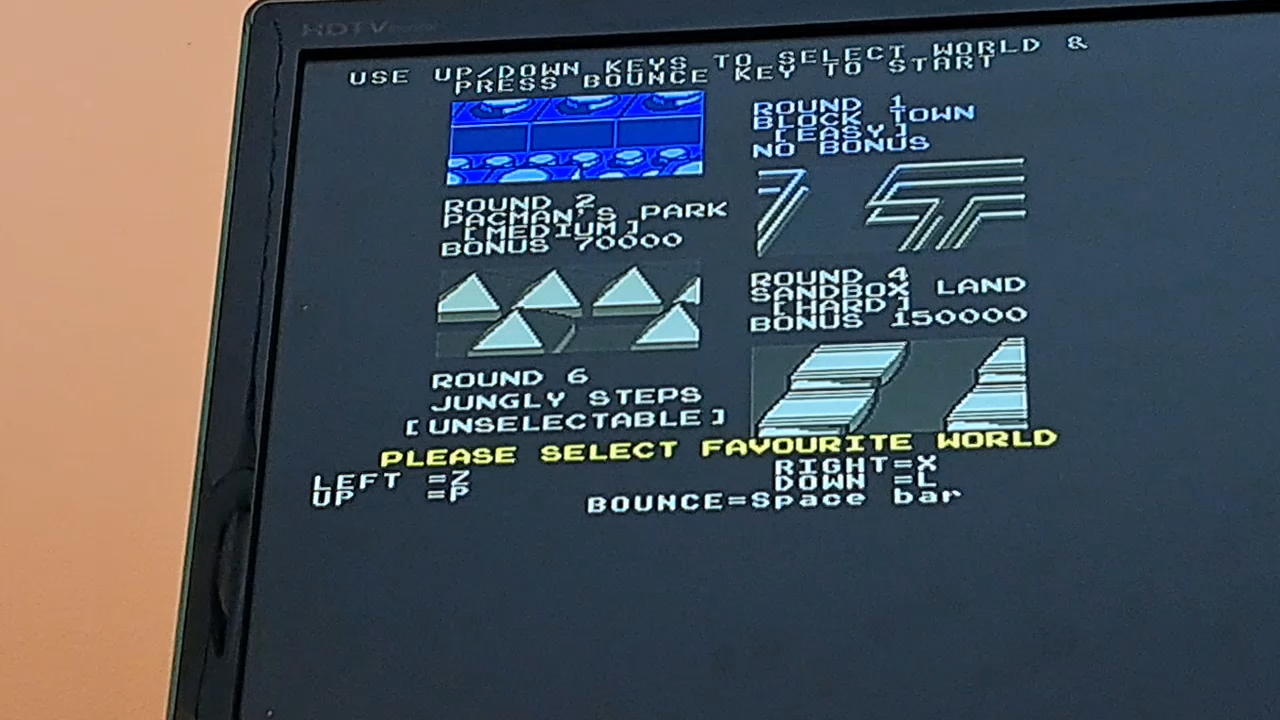 HDTV
USE UP/DOWN KEYS TO SELECT WORLD &
PRESS BOUNCE KEY TO START
ROUND 1
BLOCK TOWN
[EASY]
NO BONUS
ROUND 2
PACMAN'S PARK
[MEDIUM]
BONUS 70000
ROUND 4
SANDBOX LAND
[HARD]
BONUS 150000
ROUND 6
JUNGLY STEPS
[UNSELECTABLE]
PLEASE SELECT FAVOURITE WORLD
LEFT =Z RIGHT=X
UP =P DOWN =L
BOUNCE=Space bar